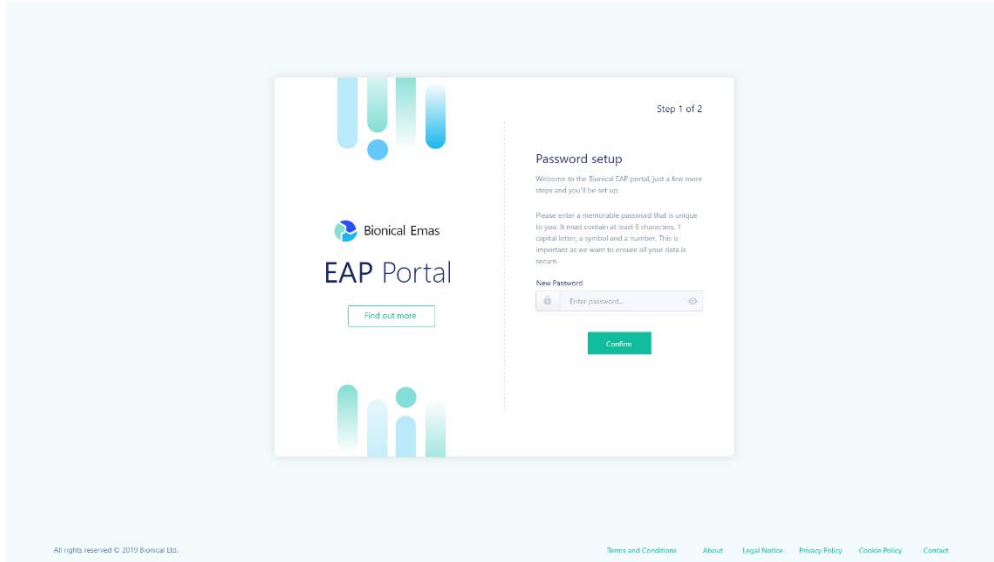 Step 1 of 2
Bionical Emas
EAP Portal
Find out more
Password setup
Welcome to the Bionical EAP portal, just a few more
steps and you'll be set up.
Please enter a memorable password that is unique
to you. It must contain at least 6 characters, 1
capital letter, a symbol and a number. This is
important as we want to ensure all your data is
secure.
New Password
Enter password...
Confirm
All rights reserved © 2019 Bionical Ltd.
Terms and Conditions About Legal Notice Privacy Policy Cookie Policy Contact